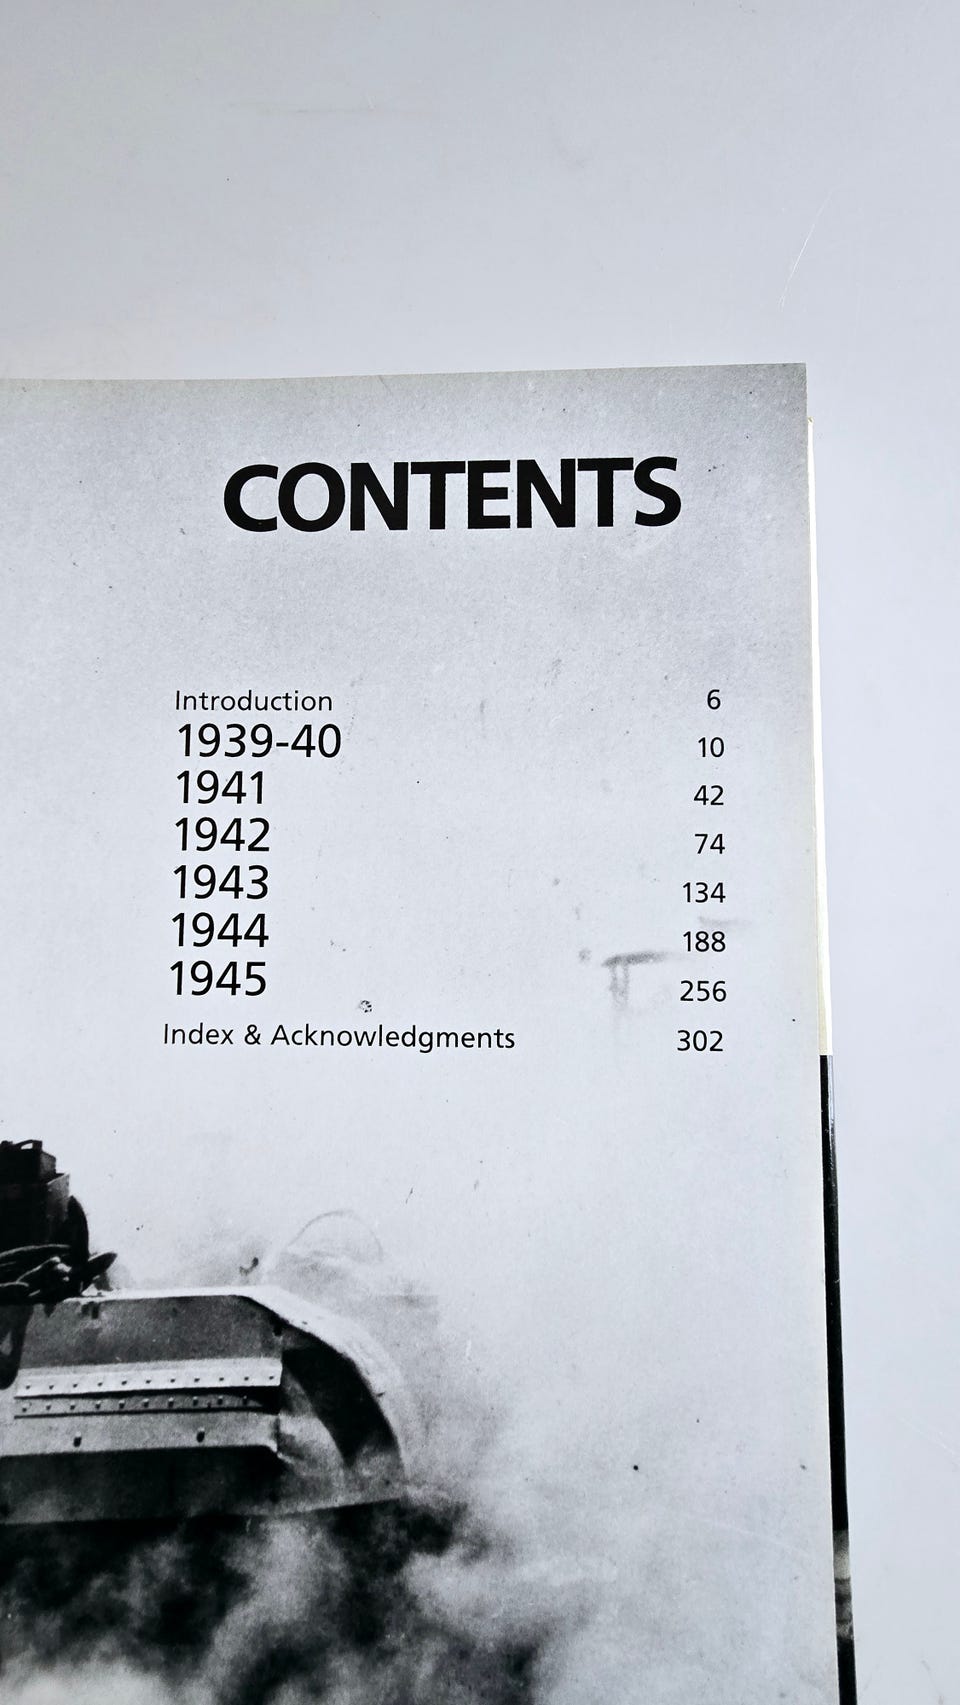 CONTENTS
Introduction 6
1939-40 10
1941 42
1942 74
1943 134
1944 188
1945 256
Index & Acknowledgments 302